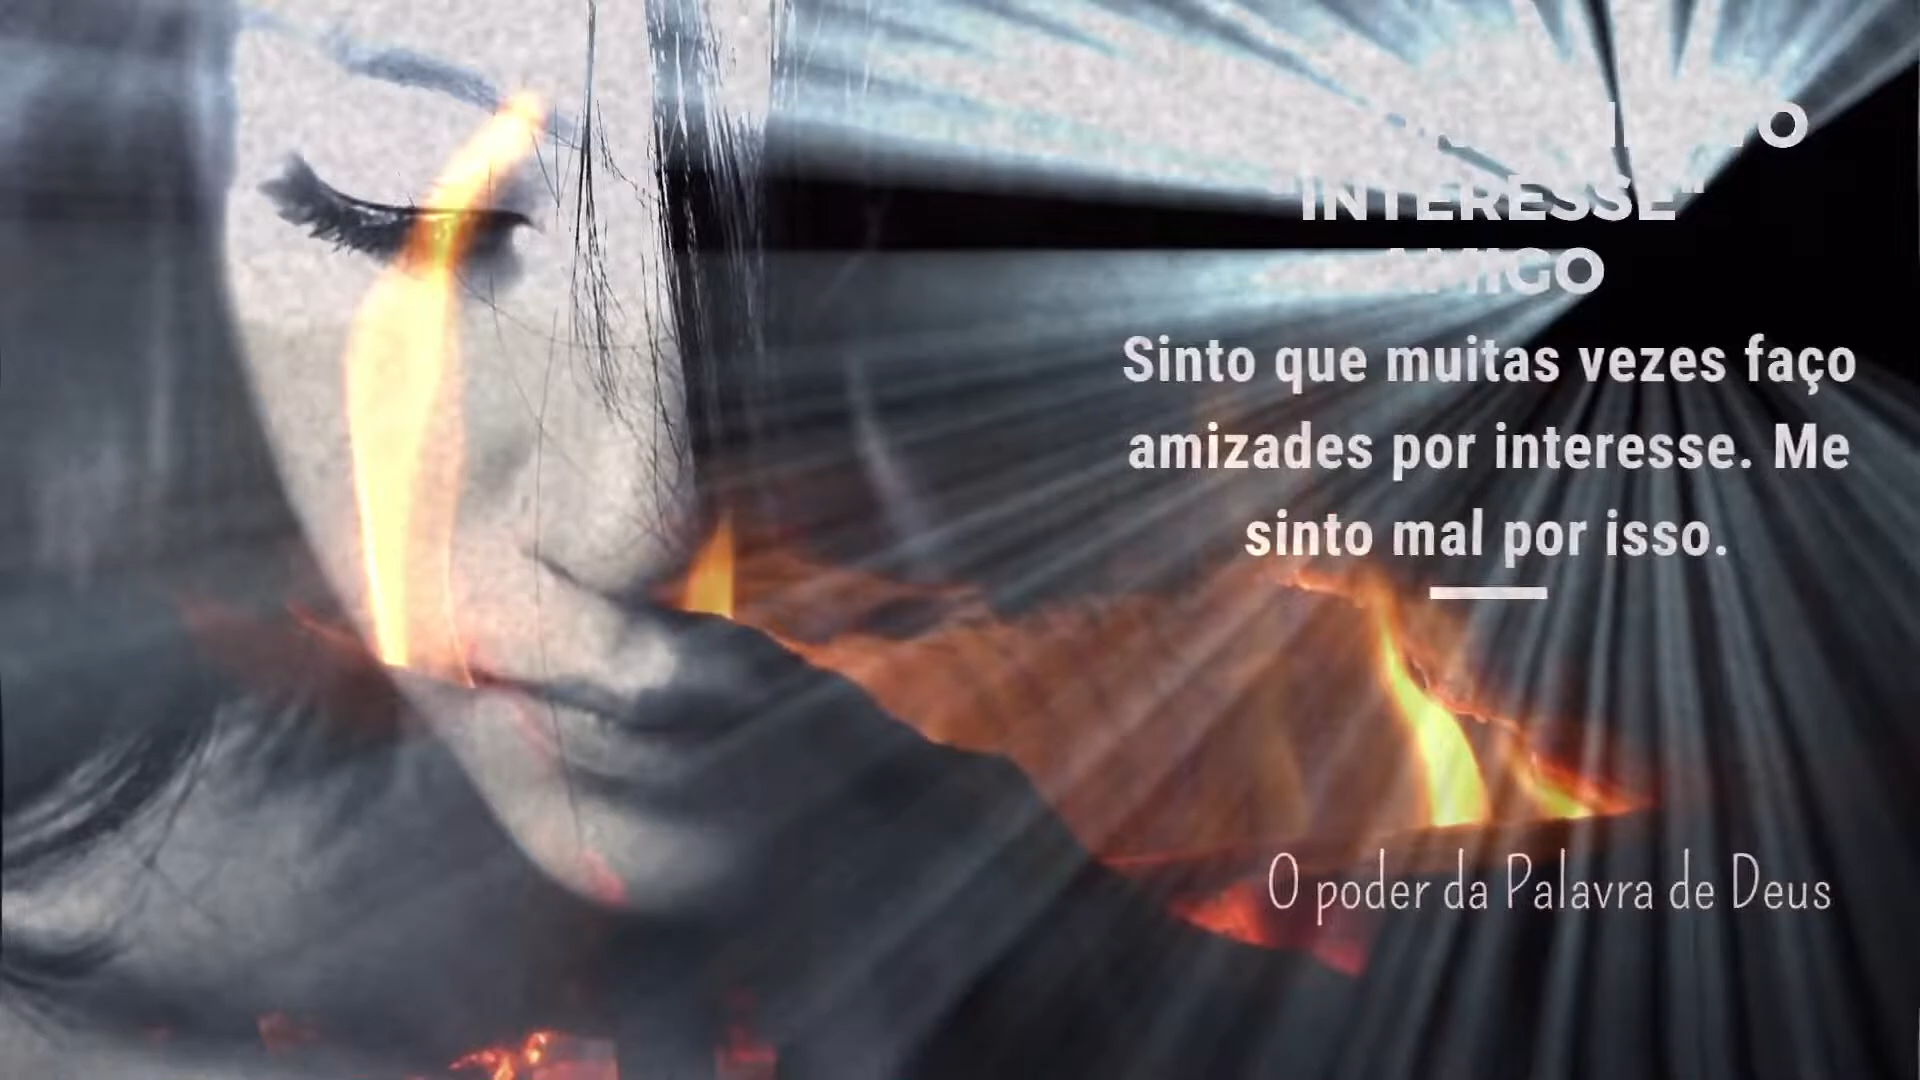 "INTERESSE"
AMIGO
Sinto que muitas vezes faço
amizades por interesse. Me
sinto mal por isso.
O poder da Palavra de Deus